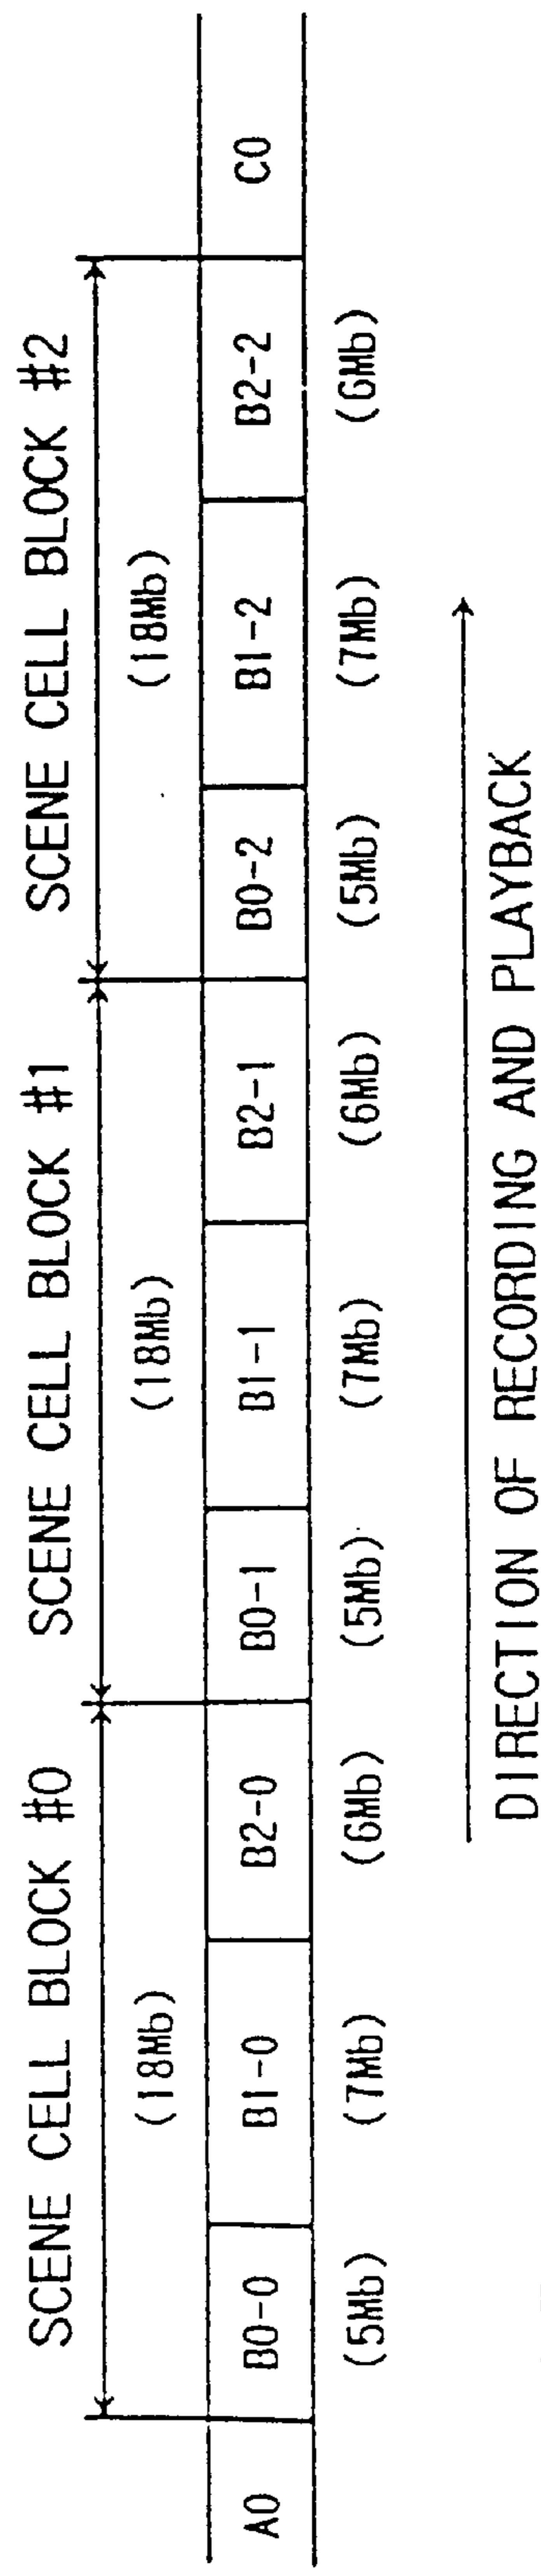 SCENE CELL BLOCK #0 SCENE CELL BLOCK #1 SCENE CELL BLOCK #2
(18Mb) (18Mb) (18Mb)
A0 B0-0 B1-0 B2-0 B0-1 B1-1 B2-1 B0-2 B1-2 B2-2 C0
(5Mb) (7Mb) (6Mb) (5Mb) (7Mb) (6Mb) (5Mb) (7Mb) (6Mb)
DIRECTION OF RECORDING AND PLAYBACK